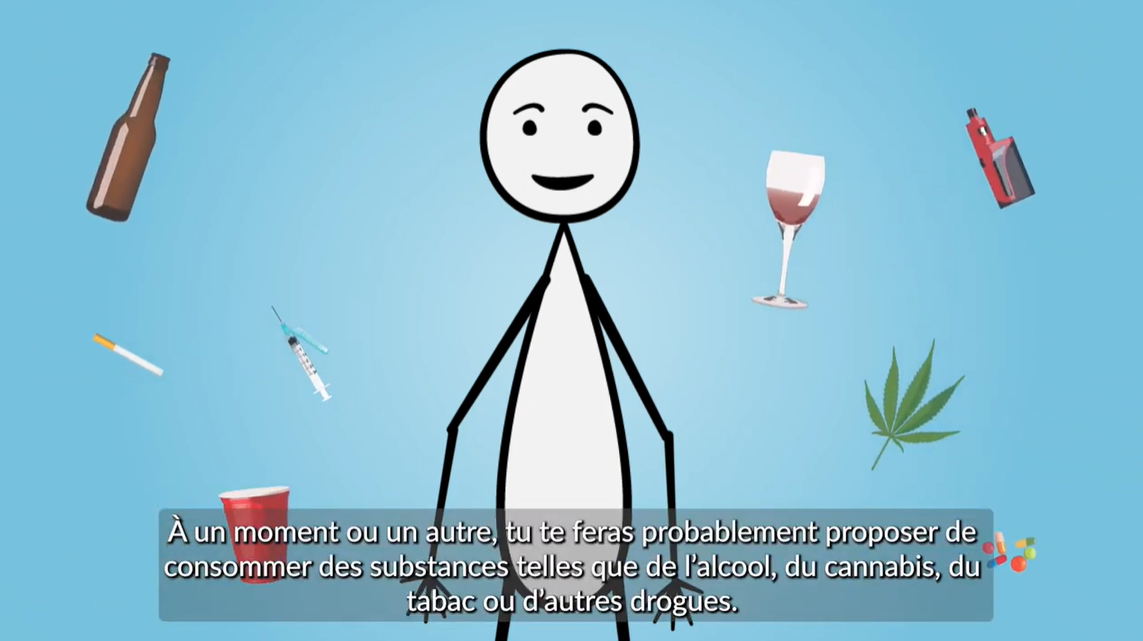 À un moment ou un autre, tu te feras probablement proposer de
consommer des substances telles que de l’alcool, du cannabis, du
tabac ou d’autres drogues.